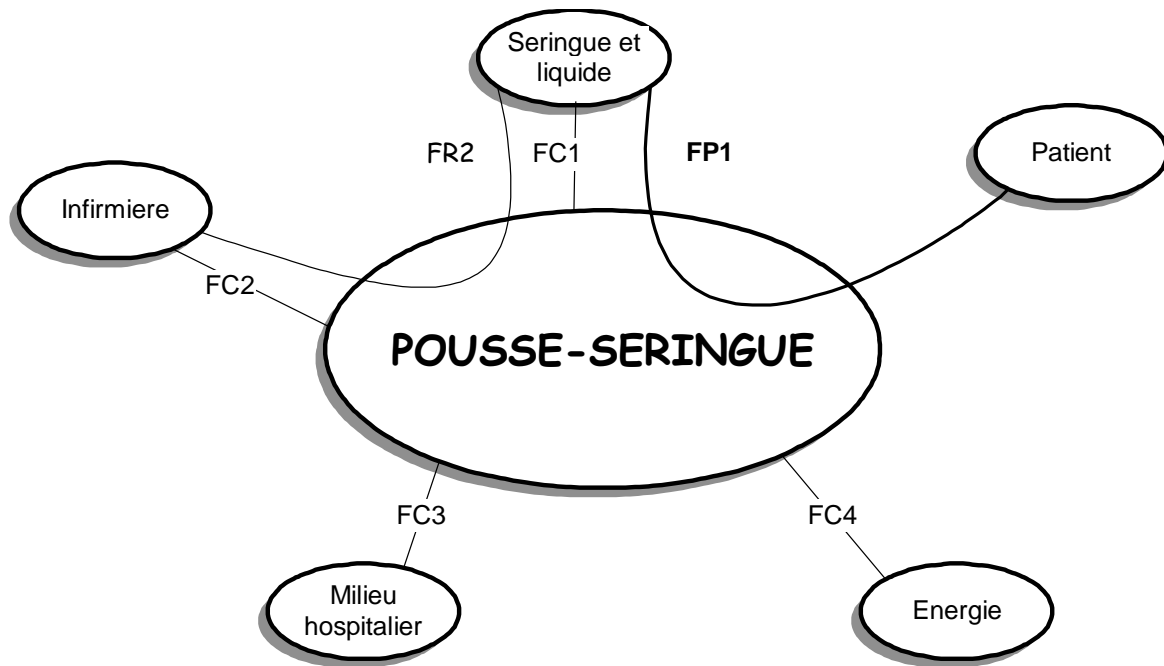 Seringue et
liquide
FR2
FC1
FP1
Patient
Infirmiere
FC2
POUSSE-SERINGUE
FC3
FC4
Milieu
hospitalier
Energie